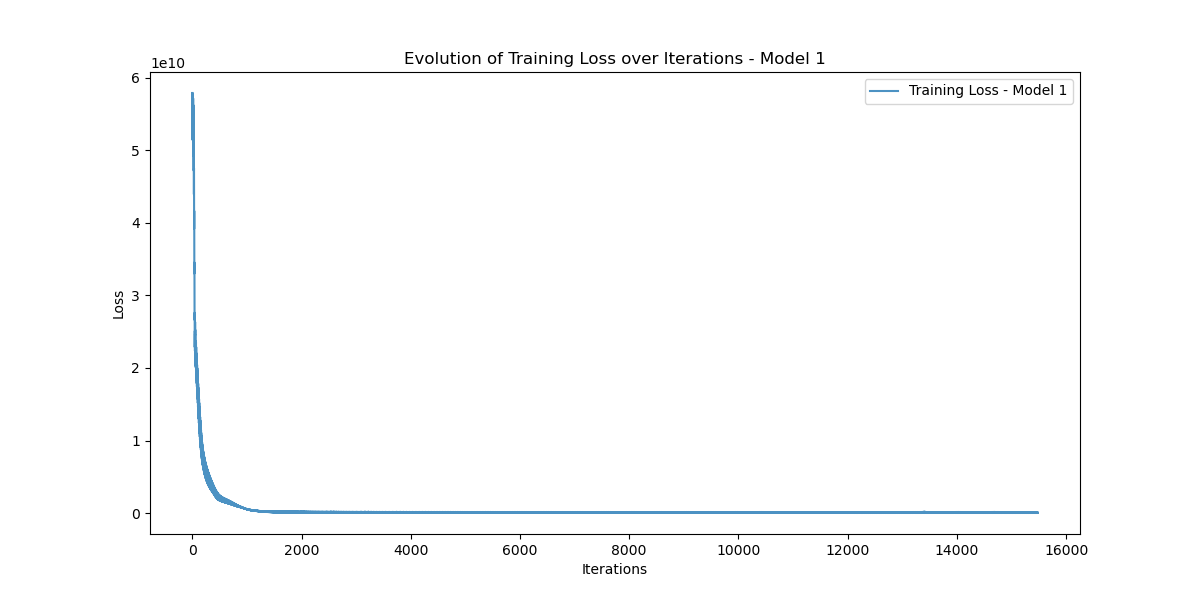 Evolution of Training Loss over Iterations - Model 1
1e10
Training Loss - Model 1
6
5
4
3
2
1
0
Loss
0 2000 4000 6000 8000 10000 12000 14000 16000
Iterations